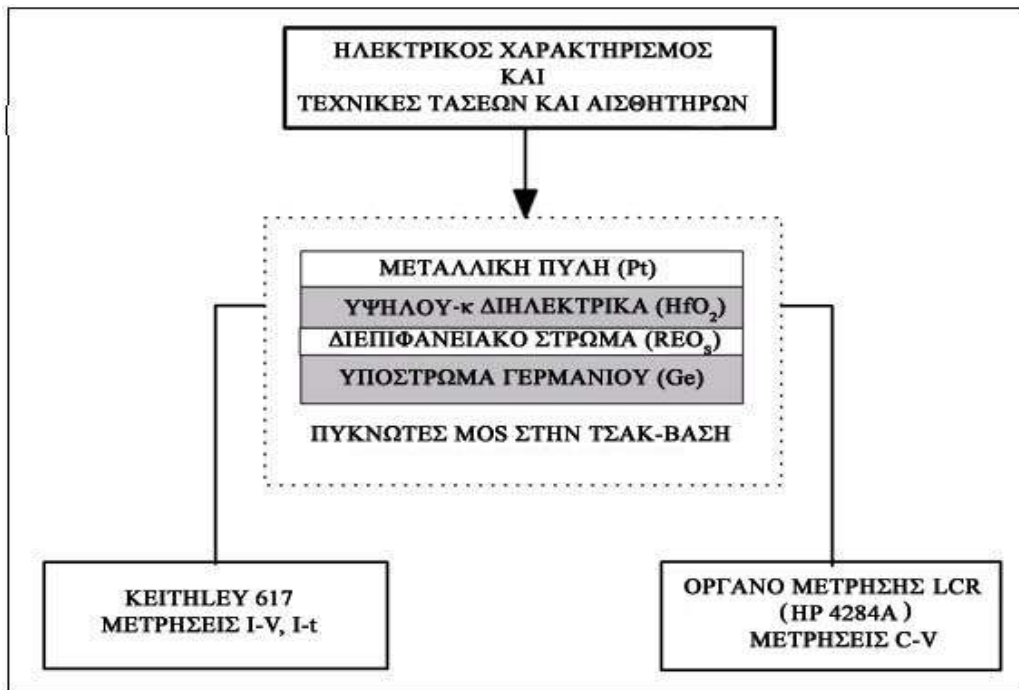 ΗΛΕΚΤΡΙΚΟΣ ΧΑΡΑΚΤΗΡΙΣΜΟΣ
ΚΑΙ
ΤΕΧΝΙΚΕΣ ΤΑΣΕΩΝ ΚΑΙ ΑΙΣΘΗΤΗΡΩΝ
ΜΕΤΑΛΛΙΚΗ ΠΥΛΗ (Pt)
ΥΨΗΛΟΥ-κ ΔΙΗΛΕΚΤΡΙΚΑ (HfO₂)
ΔΙΕΠΙΦΑΝΕΙΑΚΟ ΣΤΡΩΜΑ (REOₛ)
ΥΠΟΣΤΡΩΜΑ ΓΕΡΜΑΝΙΟΥ (Ge)
ΠΥΚΝΩΤΕΣ MOS ΣΤΗΝ ΤΣΑΚ-ΒΑΣΗ
KEITHLEY 617
ΜΕΤΡΗΣΕΙΣ I-V, I-t
ΟΡΓΑΝΟ ΜΕΤΡΗΣΗΣ LCR
(HP 4284A)
ΜΕΤΡΗΣΕΙΣ C-V